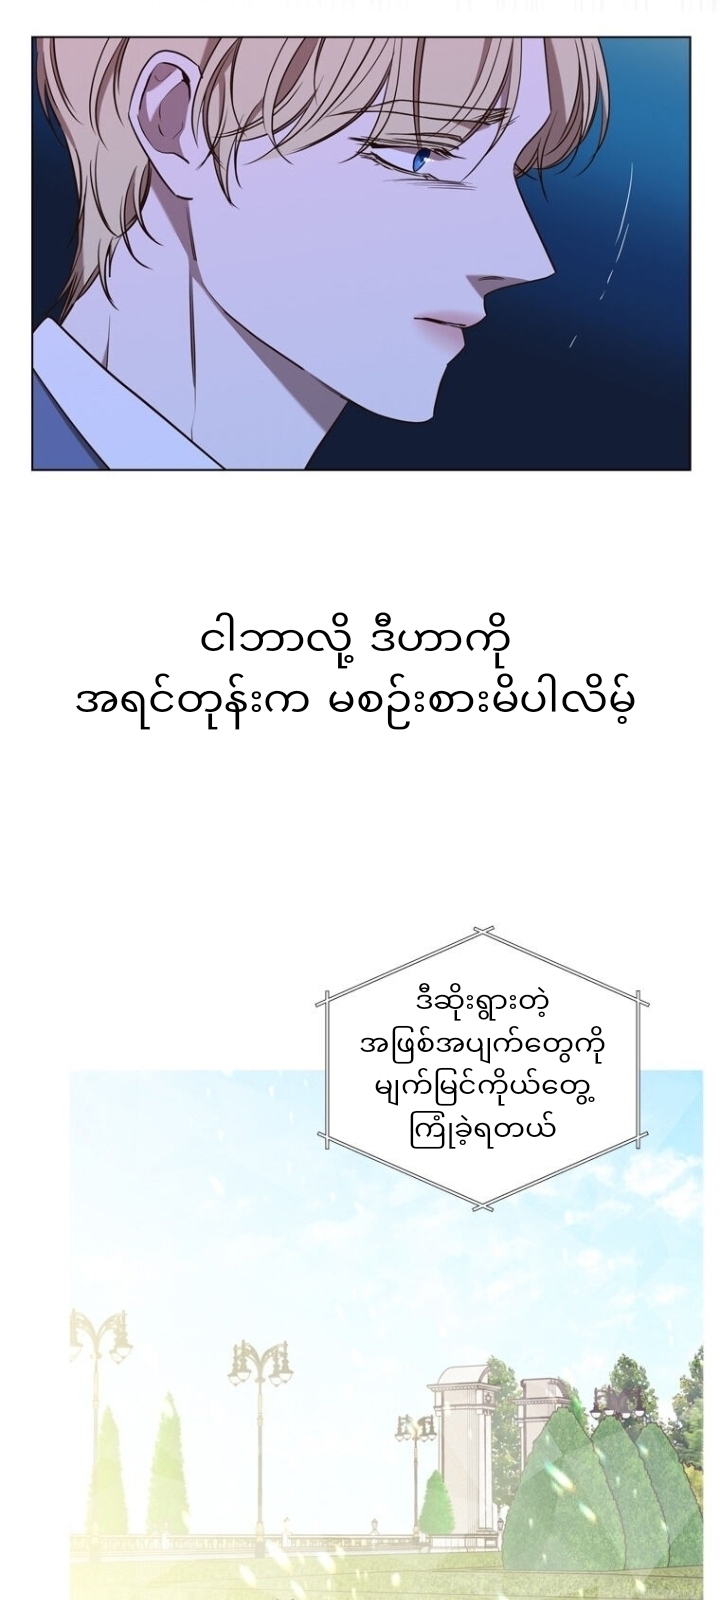 ငါဘာလို့ ဒီဟာကို
အရင်တုန်းက မစဉ်းစားမိပါလိမ့်
ဒီဆိုးရွားတဲ့
အဖြစ်အပျက်တွေကို
မျက်မြင်ကိုယ်တွေ့
ကြုံခဲ့ရတယ်